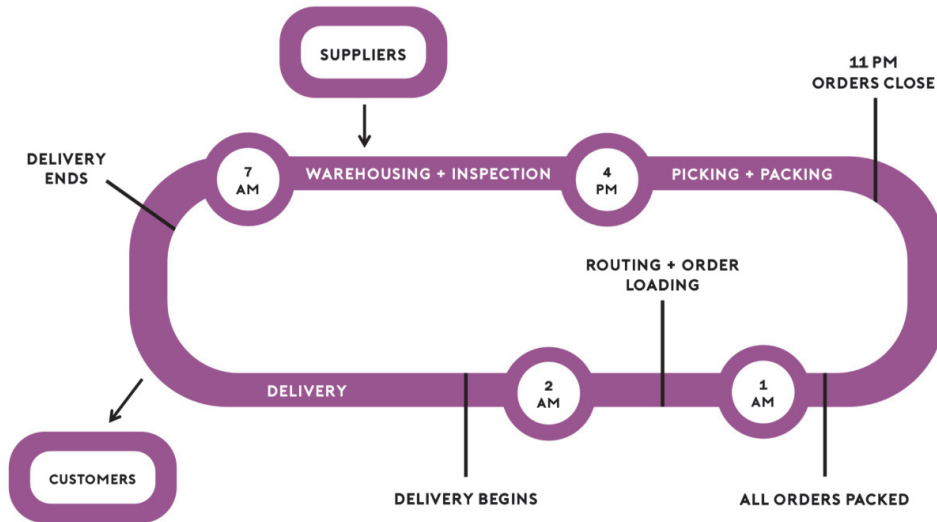 SUPPLIERS
11 PM
ORDERS CLOSE
DELIVERY
ENDS
7
AM
WAREHOUSING + INSPECTION
4
PM
PICKING + PACKING
ROUTING + ORDER
LOADING
DELIVERY
2
AM
1
AM
CUSTOMERS
DELIVERY BEGINS
ALL ORDERS PACKED